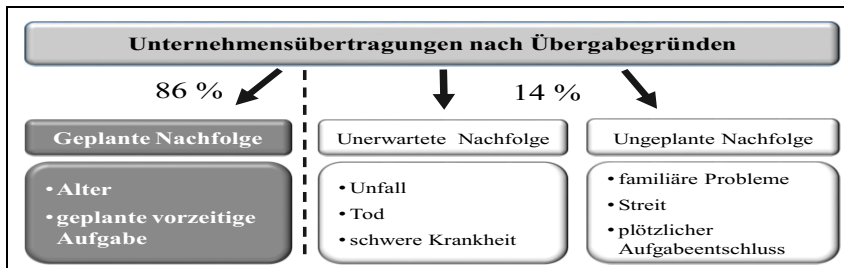 Unternehmensübertragungen nach Übergabegründen
86 %
14 %
Geplante Nachfolge
• Alter
• geplante vorzeitige
Aufgabe
Unerwartete Nachfolge
• Unfall
• Tod
• schwere Krankheit
Ungeplante Nachfolge
• familiäre Probleme
• Streit
• plötzlicher
Aufgabeentschluss